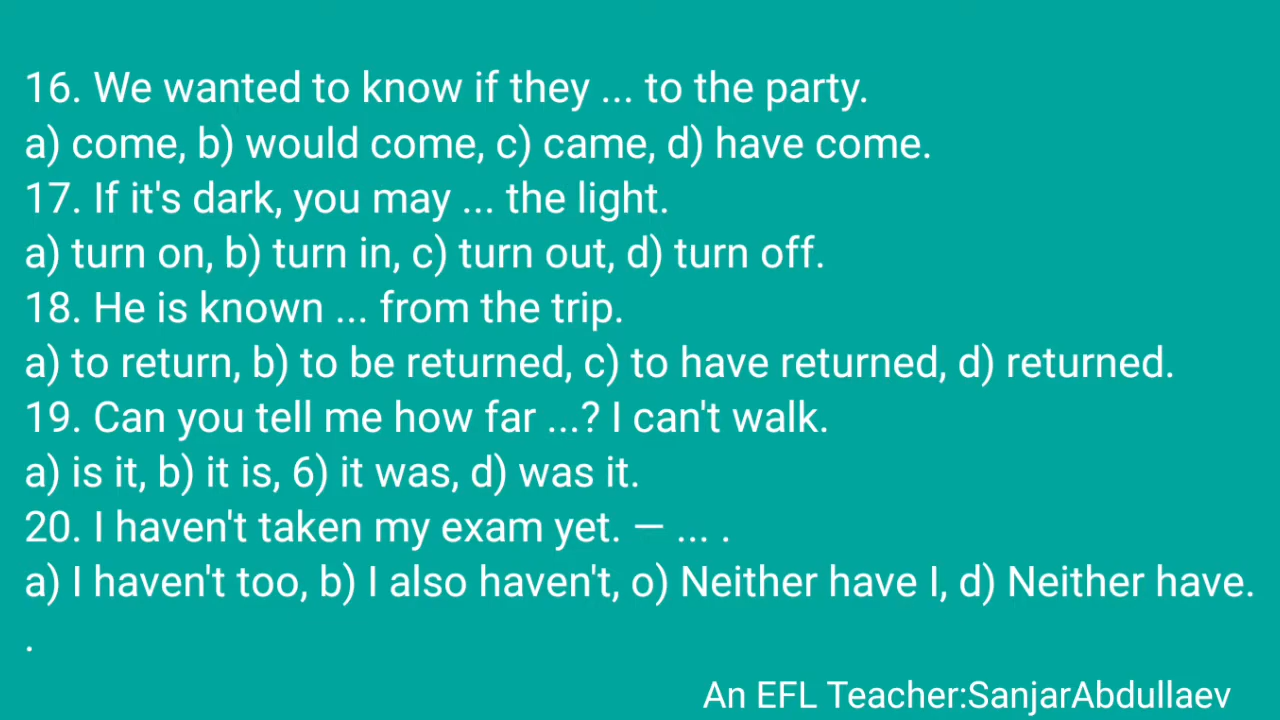 16. We wanted to know if they ... to the party.
a) come, b) would come, c) came, d) have come.
17. If it's dark, you may ... the light.
a) turn on, b) turn in, c) turn out, d) turn off.
18. He is known ... from the trip.
a) to return, b) to be returned, c) to have returned, d) returned.
19. Can you tell me how far ...? I can't walk.
a) is it, b) it is, 6) it was, d) was it.
20. I haven't taken my exam yet. — ... .
a) I haven't too, b) I also haven't, o) Neither have I, d) Neither have.
.
An EFL Teacher:SanjarAbdullaev